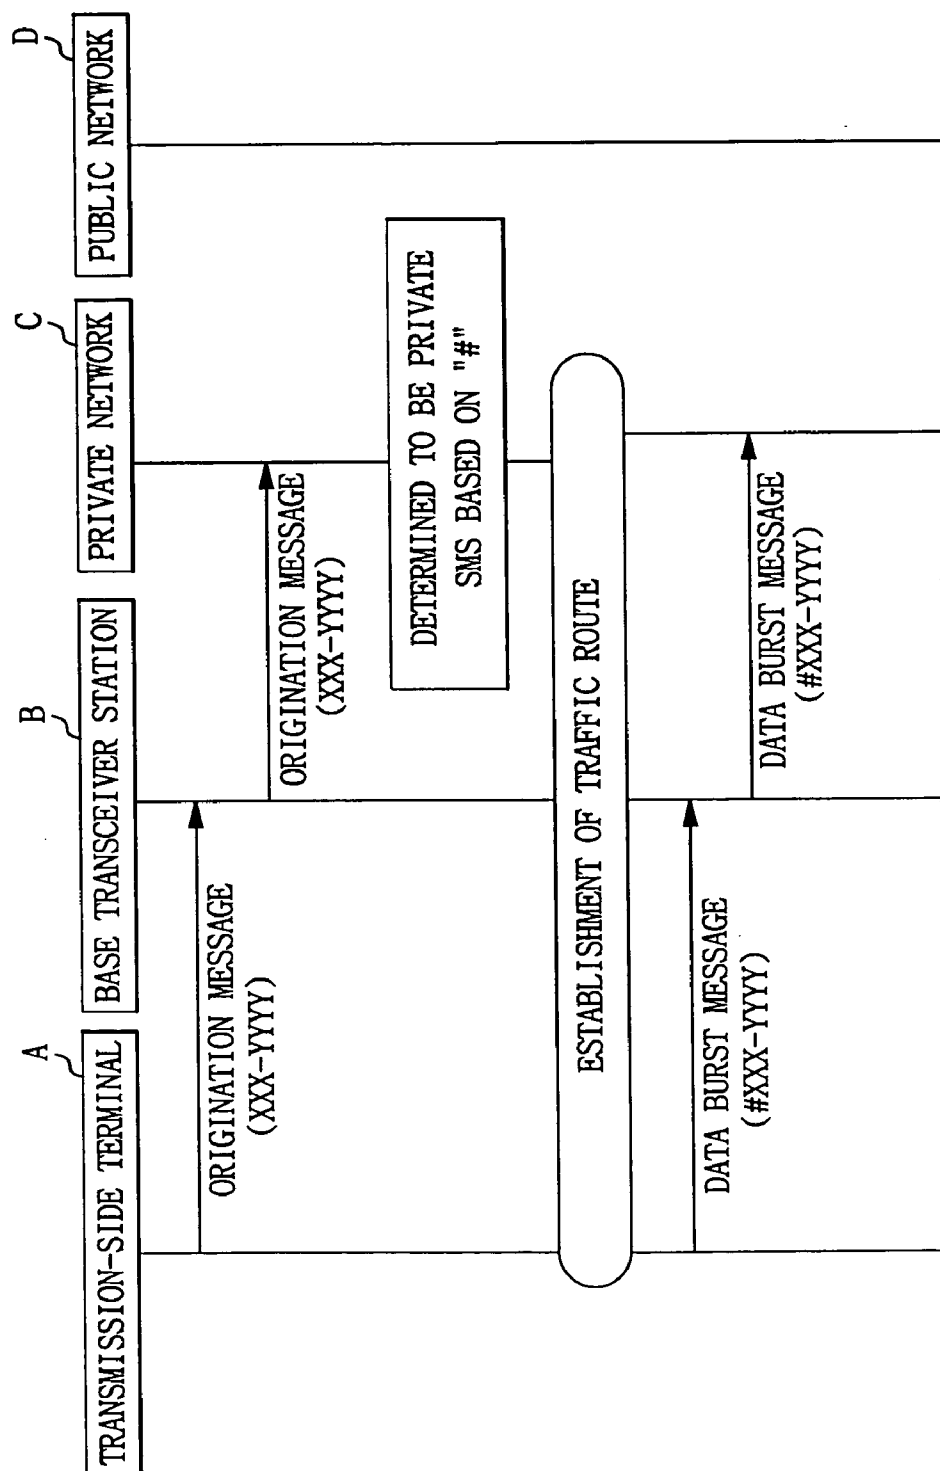 A
TRANSMISSION-SIDE TERMINAL
B
BASE TRANSCEIVER STATION
C
PRIVATE NETWORK
D
PUBLIC NETWORK
ORIGINATION MESSAGE
(XXX-YYYY)
ORIGINATION MESSAGE
(XXX-YYYY)
DETERMINED TO BE PRIVATE
SMS BASED ON "#"
ESTABLISHMENT OF TRAFFIC ROUTE
DATA BURST MESSAGE
(#XXX-YYYY)
DATA BURST MESSAGE
(#XXX-YYYY)